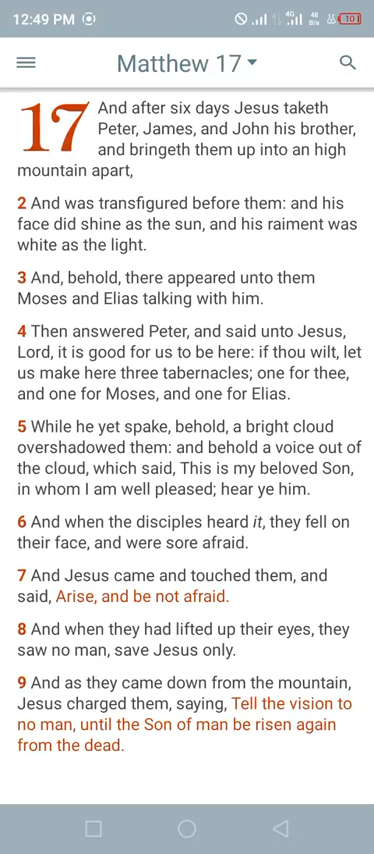 12:49 PM 4G 48 B/s 10
Matthew 17
17 And after six days Jesus taketh
Peter, James, and John his brother,
and bringeth them up into an high
mountain apart,
2 And was transfigured before them: and his
face did shine as the sun, and his raiment was
white as the light.
3 And, behold, there appeared unto them
Moses and Elias talking with him.
4 Then answered Peter, and said unto Jesus,
Lord, it is good for us to be here: if thou wilt, let
us make here three tabernacles; one for thee,
and one for Moses, and one for Elias.
5 While he yet spake, behold, a bright cloud
overshadowed them: and behold a voice out of
the cloud, which said, This is my beloved Son,
in whom I am well pleased; hear ye him.
6 And when the disciples heard it, they fell on
their face, and were sore afraid.
7 And Jesus came and touched them, and
said, Arise, and be not afraid.
8 And when they had lifted up their eyes, they
saw no man, save Jesus only.
9 And as they came down from the mountain,
Jesus charged them, saying, Tell the vision to
no man, until the Son of man be risen again
from the dead.